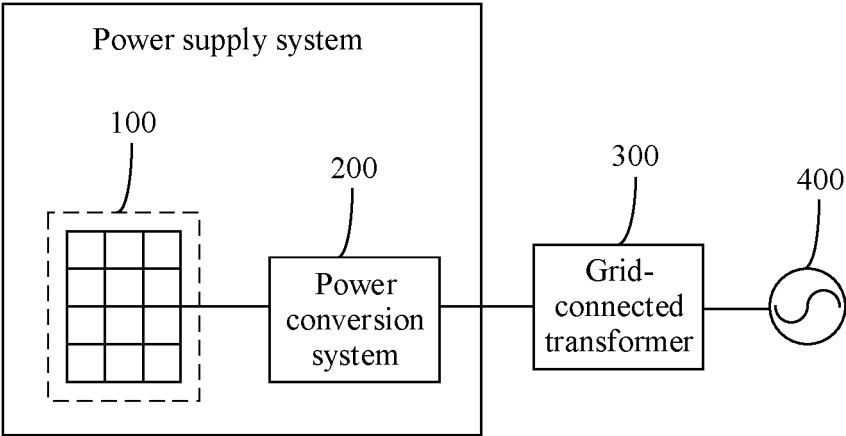 Power supply system
100
200
300
400
Power
conversion
system
Grid-
connected
transformer